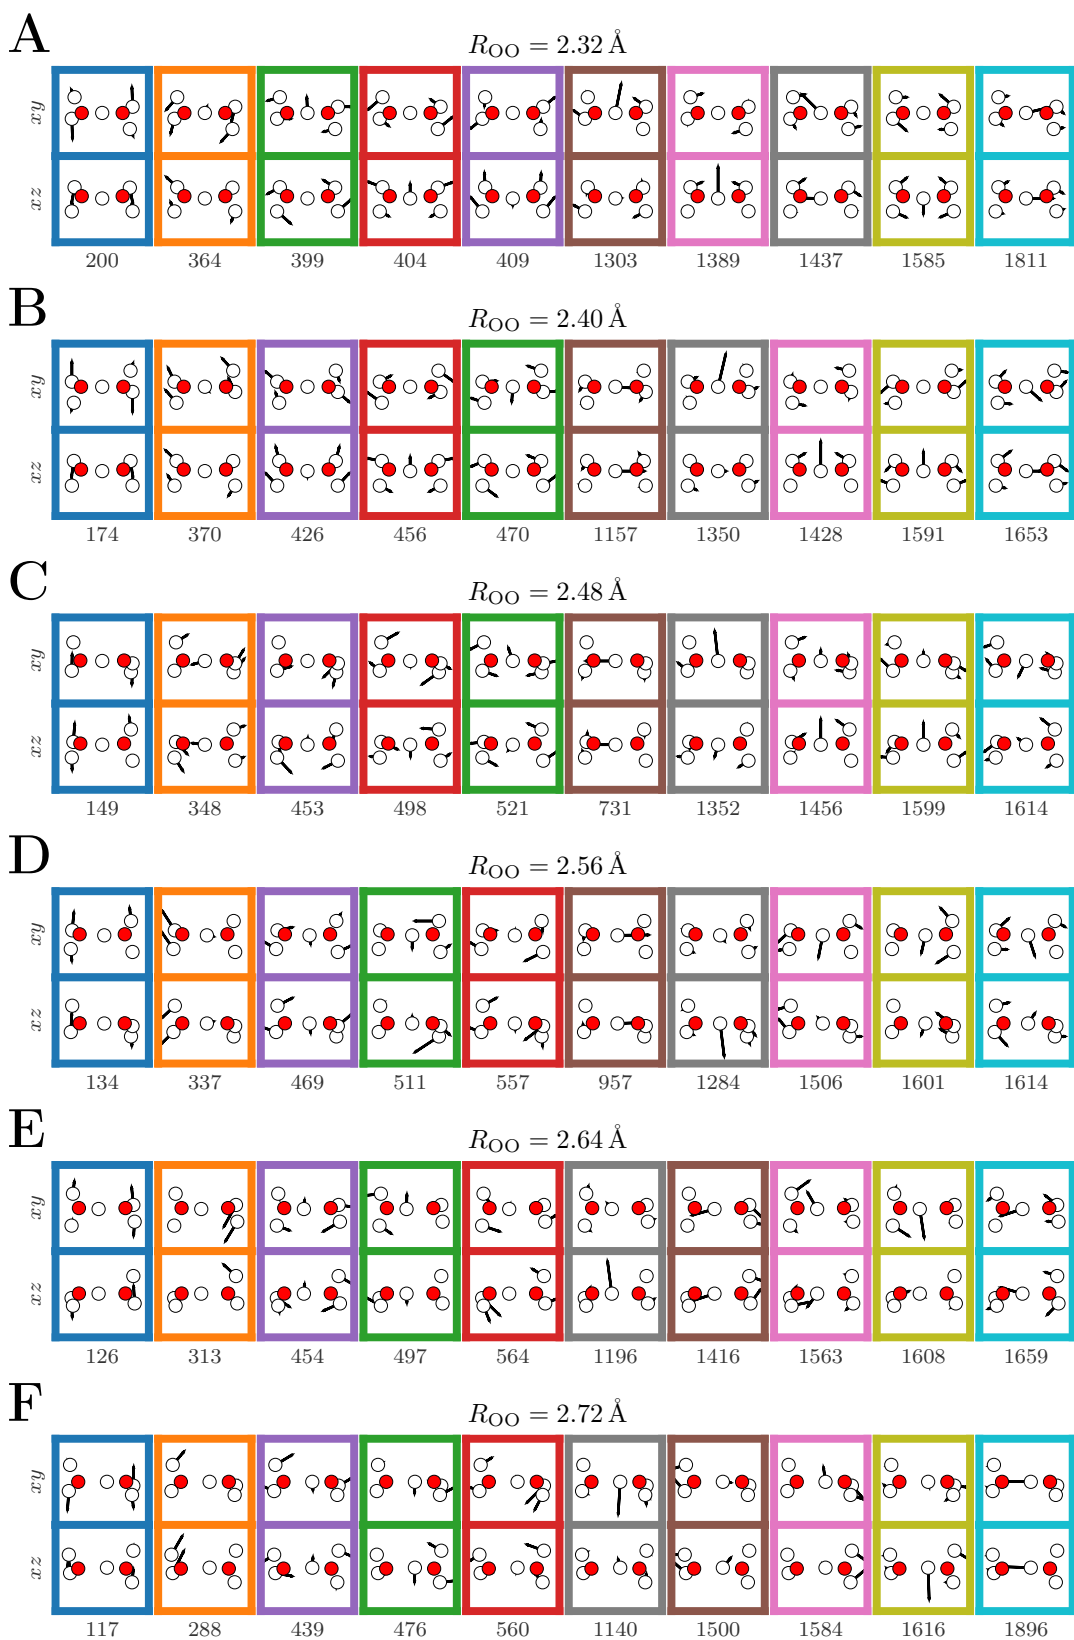 A
R_OO = 2.32 Å
xy
xz
200 364 399 404 409 1303 1389 1437 1585 1811
B
R_OO = 2.40 Å
xy
xz
174 370 426 456 470 1157 1350 1428 1591 1653
C
R_OO = 2.48 Å
xy
xz
149 348 453 498 521 731 1352 1456 1599 1614
D
R_OO = 2.56 Å
xy
xz
134 337 469 511 557 957 1284 1506 1601 1614
E
R_OO = 2.64 Å
xy
xz
126 313 454 497 564 1196 1416 1563 1608 1659
F
R_OO = 2.72 Å
xy
xz
117 288 439 476 560 1140 1500 1584 1616 1896